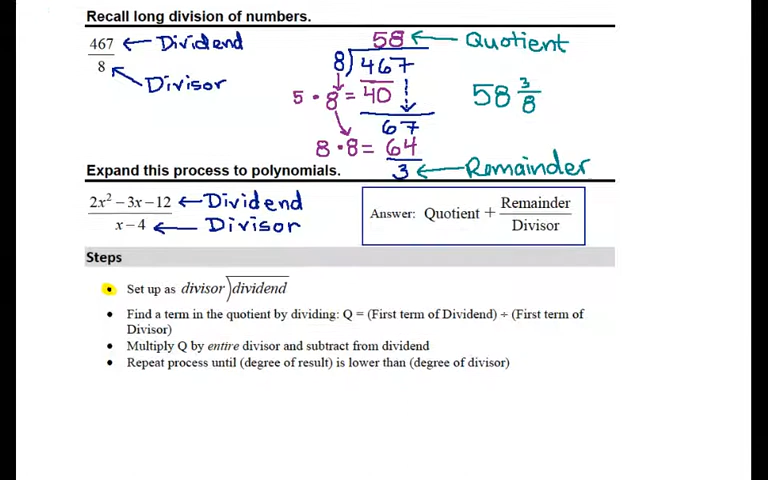 Recall long division of numbers.
467 ← Dividend
8 ← Divisor
58 ← Quotient
8)467
5 · 8 = 40
67
8 · 8 = 64
3 ← Remainder
58 3/8
Expand this process to polynomials.
2x² − 3x − 12 ← Dividend
x − 4 ← Divisor
Answer: Quotient + Remainder/Divisor
Steps
• Set up as divisor)dividend
• Find a term in the quotient by dividing: Q = (First term of Dividend) ÷ (First term of
Divisor)
• Multiply Q by entire divisor and subtract from dividend
• Repeat process until (degree of result) is lower than (degree of divisor)